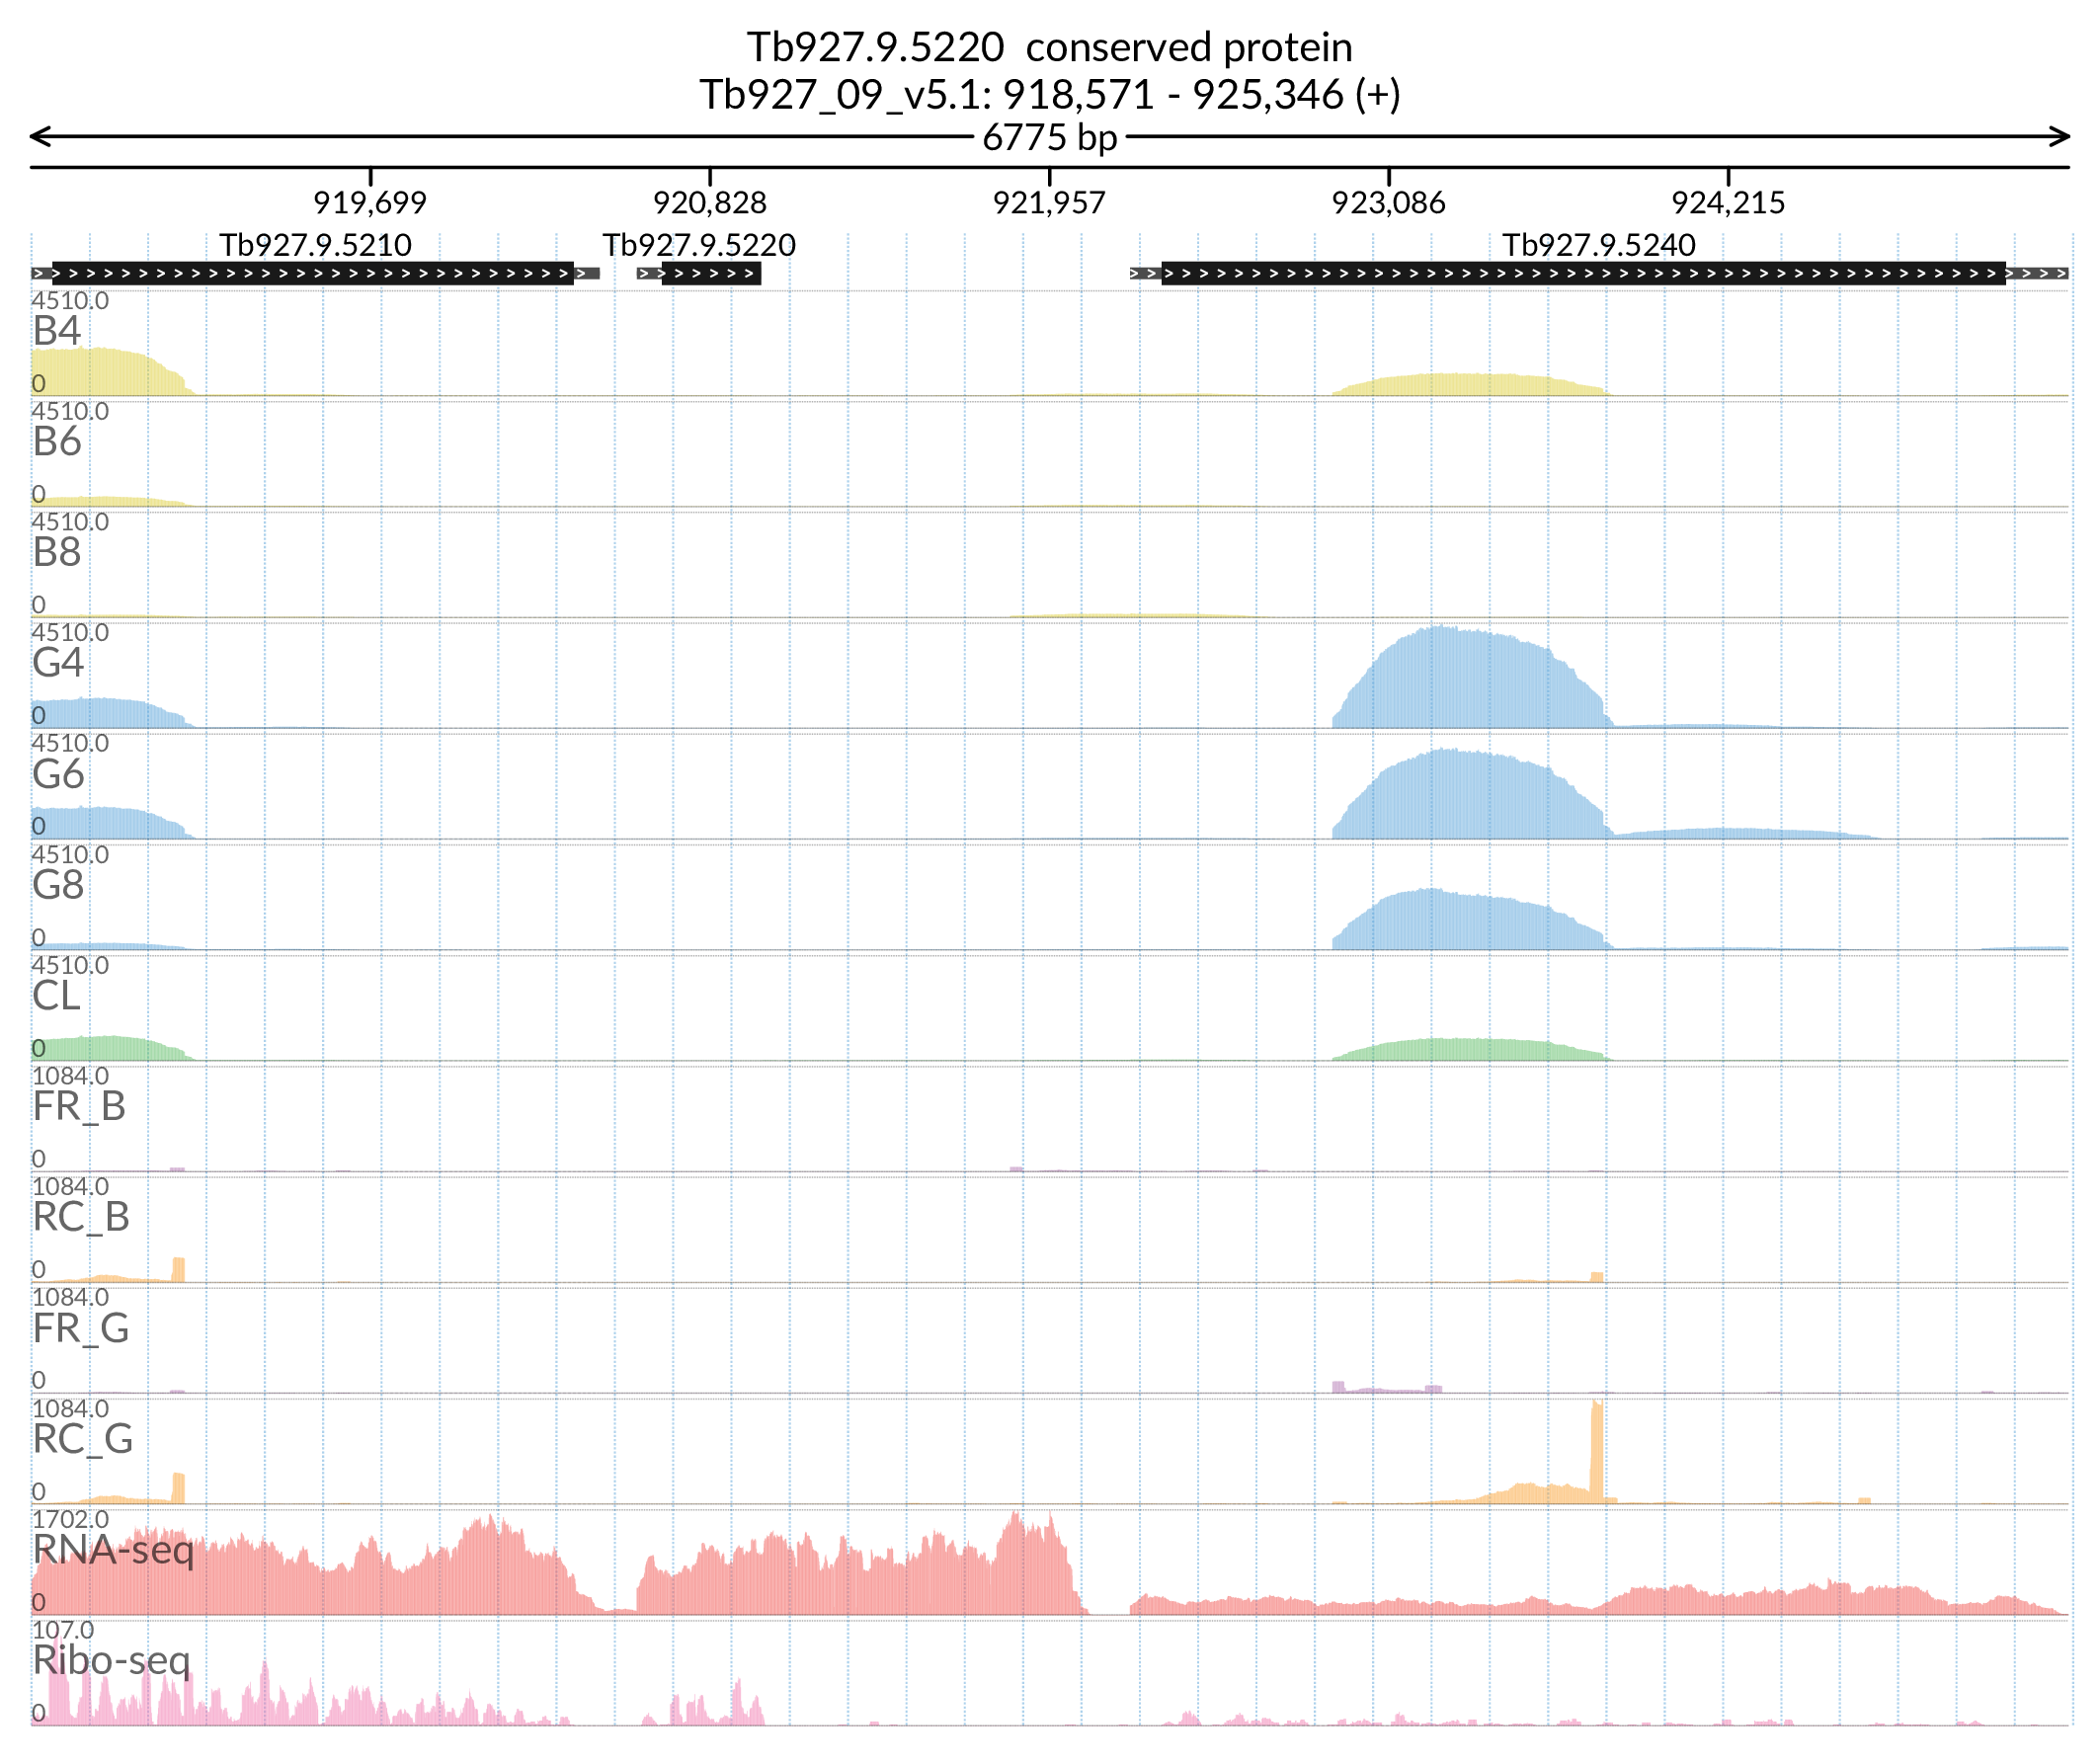 Tb927.9.5220  conserved protein
Tb927_09_v5.1: 918,571 - 925,346 (+)
6775 bp
919,699 920,828 921,957 923,086 924,215
Tb927.9.5210 Tb927.9.5220 Tb927.9.5240
4510.0
B4
0
4510.0
B6
0
4510.0
B8
0
4510.0
G4
0
4510.0
G6
0
4510.0
G8
0
4510.0
CL
0
1084.0
FR_B
0
1084.0
RC_B
0
1084.0
FR_G
0
1084.0
RC_G
0
1702.0
RNA-seq
0
107.0
Ribo-seq
0